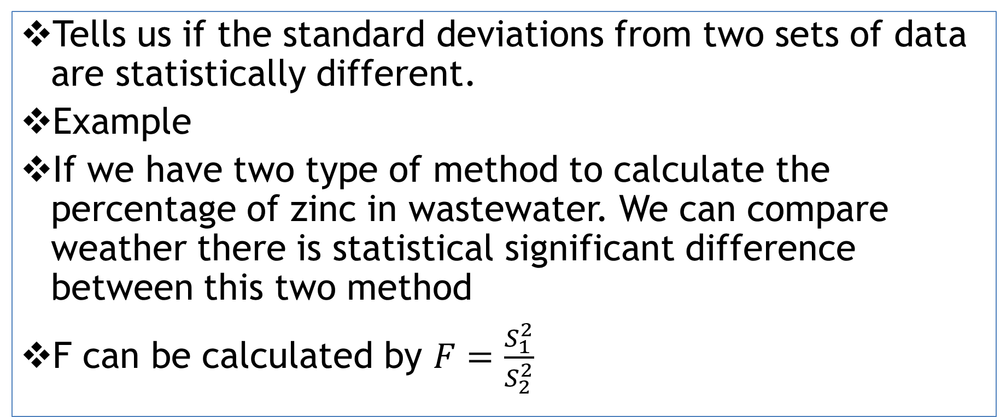 ❖Tells us if the standard deviations from two sets of data
are statistically different.
❖Example
❖If we have two type of method to calculate the
percentage of zinc in wastewater. We can compare
weather there is statistical significant difference
between this two method
❖F can be calculated by $F = \frac{S_1^2}{S_2^2}$